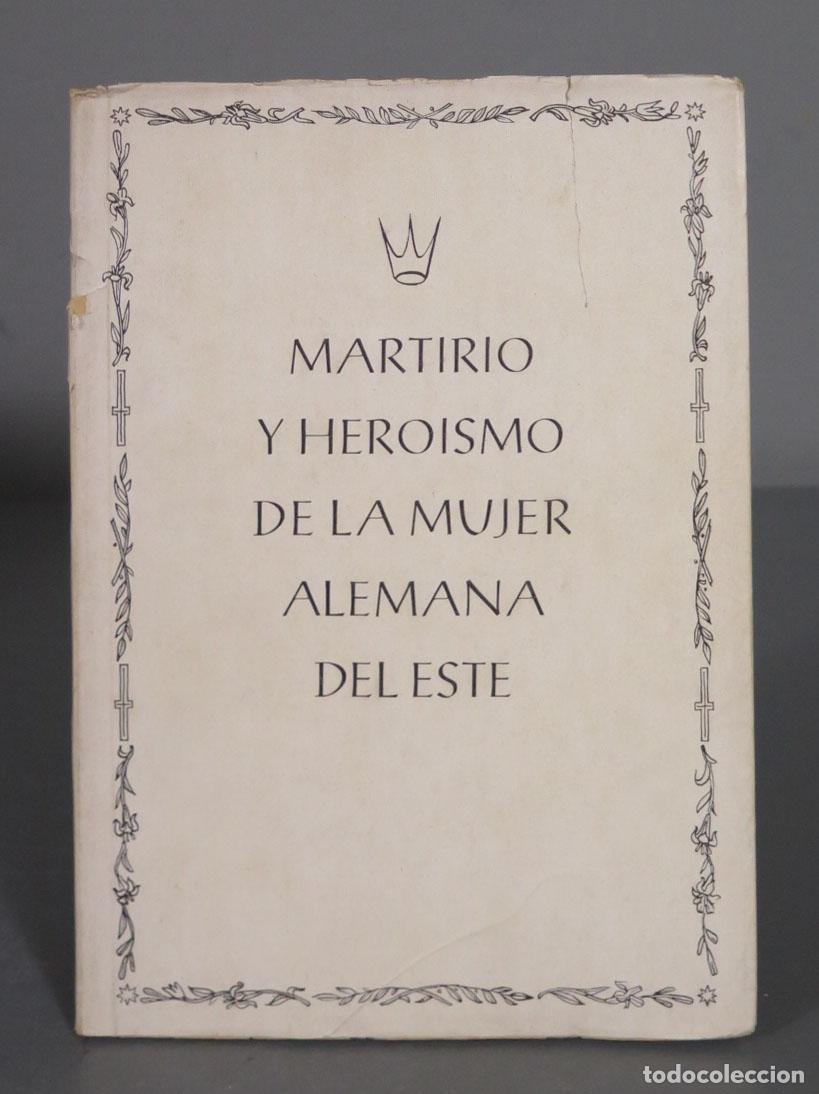 MARTIRIO
Y HEROISMO
DE LA MUJER
ALEMANA
DEL ESTE
todocoleccion